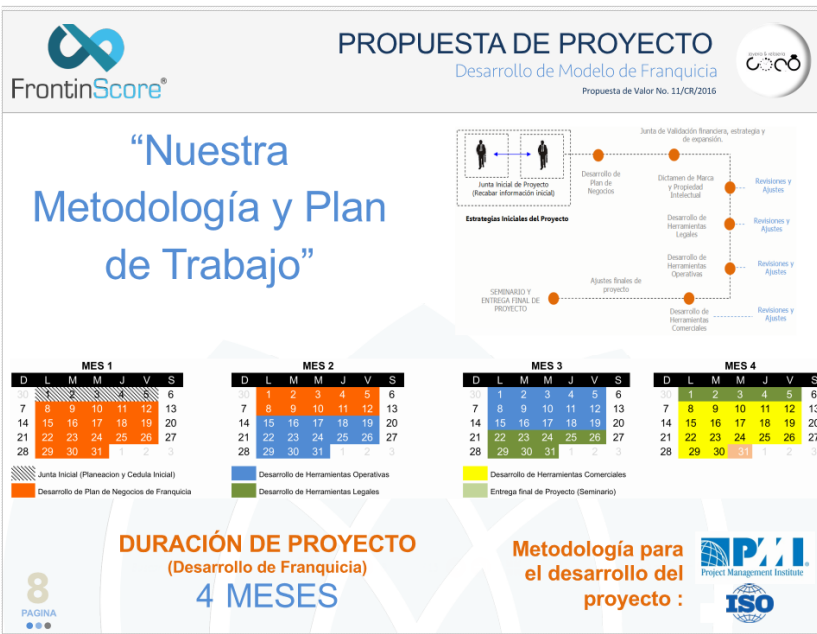 FrontinScore®
PROPUESTA DE PROYECTO
Desarrollo de Modelo de Franquicia
Propuesta de Valor No. 11/CR/2016
“Nuestra
Metodología y Plan
de Trabajo”
Junta de Validación financiera, estrategia y
de expansión.
Junta Inicial de Proyecto
(Recabar información inicial)
Desarrollo de
Plan de
Negocios
Dictamen de Marca
y Propiedad
Intelectual
Revisiones y
Ajustes
Estrategias Iniciales del Proyecto
Desarrollo de
Herramientas
Legales
Revisiones y
Ajustes
Desarrollo de
Herramientas
Operativas
Revisiones y
Ajustes
Ajustes finales de
proyecto
SEMINARIO Y
ENTREGA FINAL DE
PROYECTO
Desarrollo de
Herramientas
Comerciales
Revisiones y
Ajustes
MES 1
D L M M J V S
30 1 2 3 4 5 6
7 8 9 10 11 12 13
14 15 16 17 18 19 20
21 22 23 24 25 26 27
28 29 30 31 1 2 3
Junta Inicial (Planeacion y Cedula Inicial)
Desarrollo de Plan de Negocios de Franquicia
MES 2
D L M M J V S
30 1 2 3 4 5 6
7 8 9 10 11 12 13
14 15 16 17 18 19 20
21 22 23 24 25 26 27
28 29 30 31 1 2 3
Desarrollo de Herramientas Operativas
Desarrollo de Herramientas Legales
MES 3
D L M M J V S
30 1 2 3 4 5 6
7 8 9 10 11 12 13
14 15 16 17 18 19 20
21 22 23 24 25 26 27
28 29 30 31 1 2 3
Desarrollo de Herramientas Comerciales
Entrega final de Proyecto (Seminario)
MES 4
D L M M J V S
30 1 2 3 4 5 6
7 8 9 10 11 12 13
14 15 16 17 18 19 20
21 22 23 24 25 26 27
28 29 30 31 1 2 3
DURACIÓN DE PROYECTO
(Desarrollo de Franquicia)
4 MESES
Metodología para
el desarrollo del
proyecto :
PMI
Project Management Institute
ISO
8
PAGINA